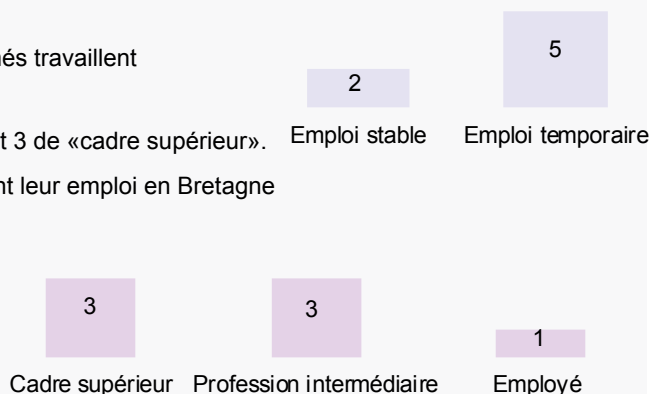 és travaillent
t 3 de «cadre supérieur».
nt leur emploi en Bretagne
2
5
Emploi stable
Emploi temporaire
3
3
1
Cadre supérieur
Profession intermédiaire
Employé